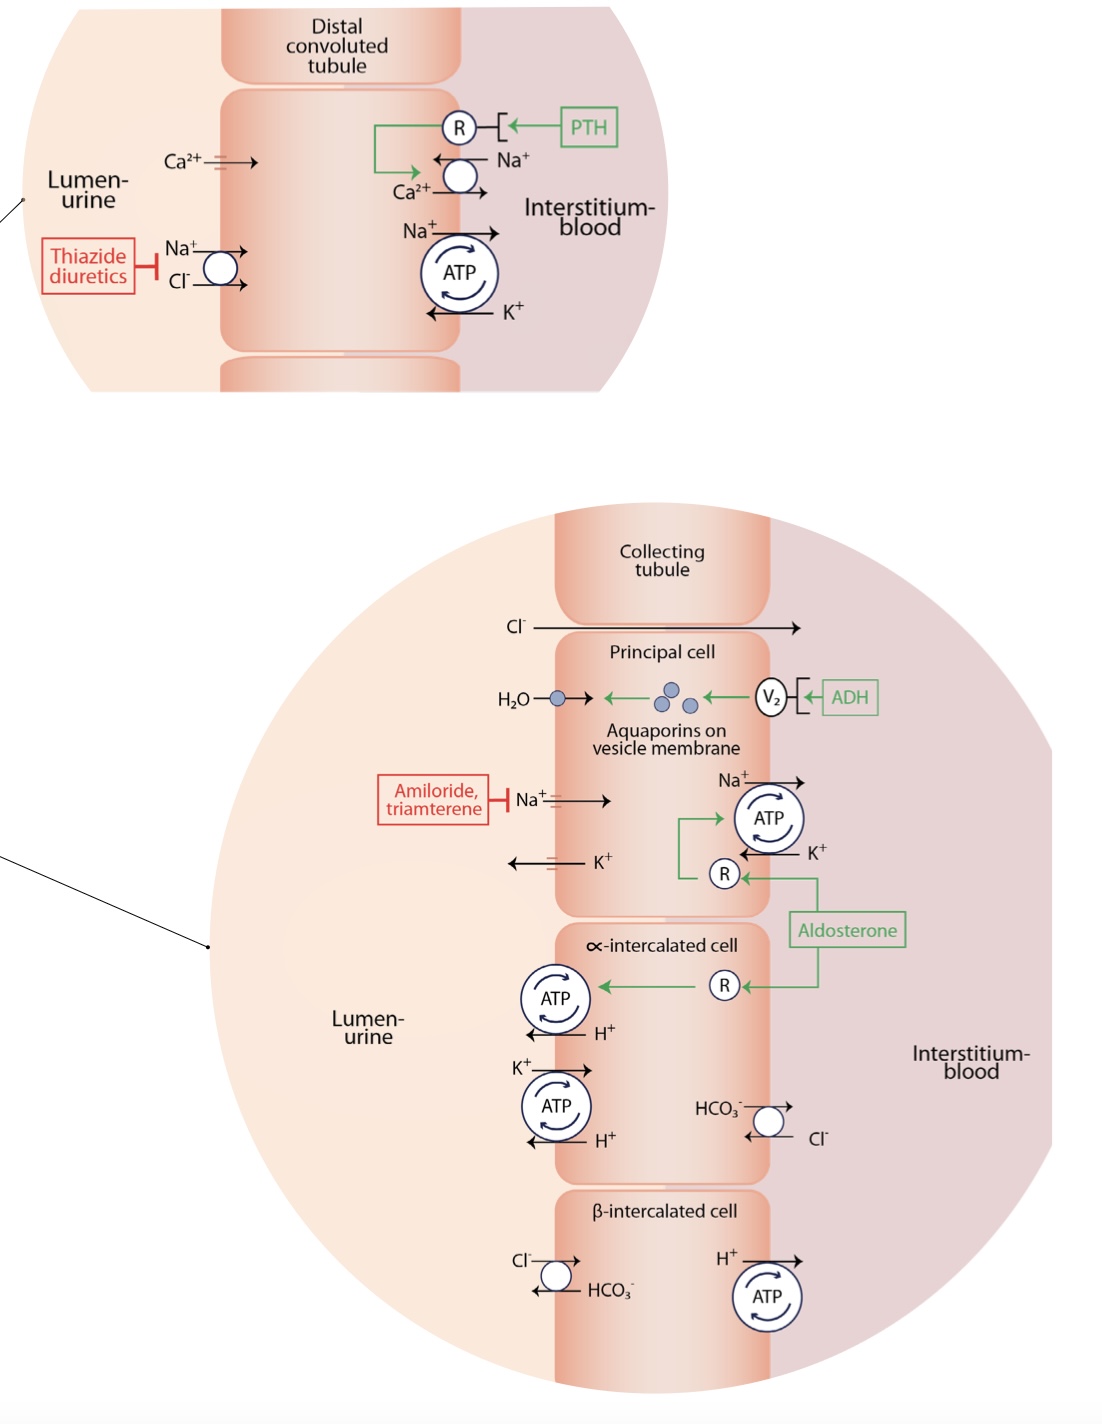 Distal
convoluted
tubule
R
PTH
Ca²⁺
Na⁺
Ca²⁺
Lumen-
urine
Interstitium-
blood
Na⁺
Thiazide
diuretics
Na⁺
Cl⁻
ATP
K⁺
Collecting
tubule
Cl⁻
Principal cell
H₂O
V₂
ADH
Aquaporins on
vesicle membrane
Amiloride,
triamterene
Na⁺
Na⁺
ATP
K⁺
K⁺
R
Aldosterone
∝-intercalated cell
ATP
R
H⁺
Lumen-
urine
Interstitium-
blood
K⁺
ATP
H⁺
HCO₃⁻
Cl⁻
β-intercalated cell
Cl⁻
HCO₃⁻
H⁺
ATP